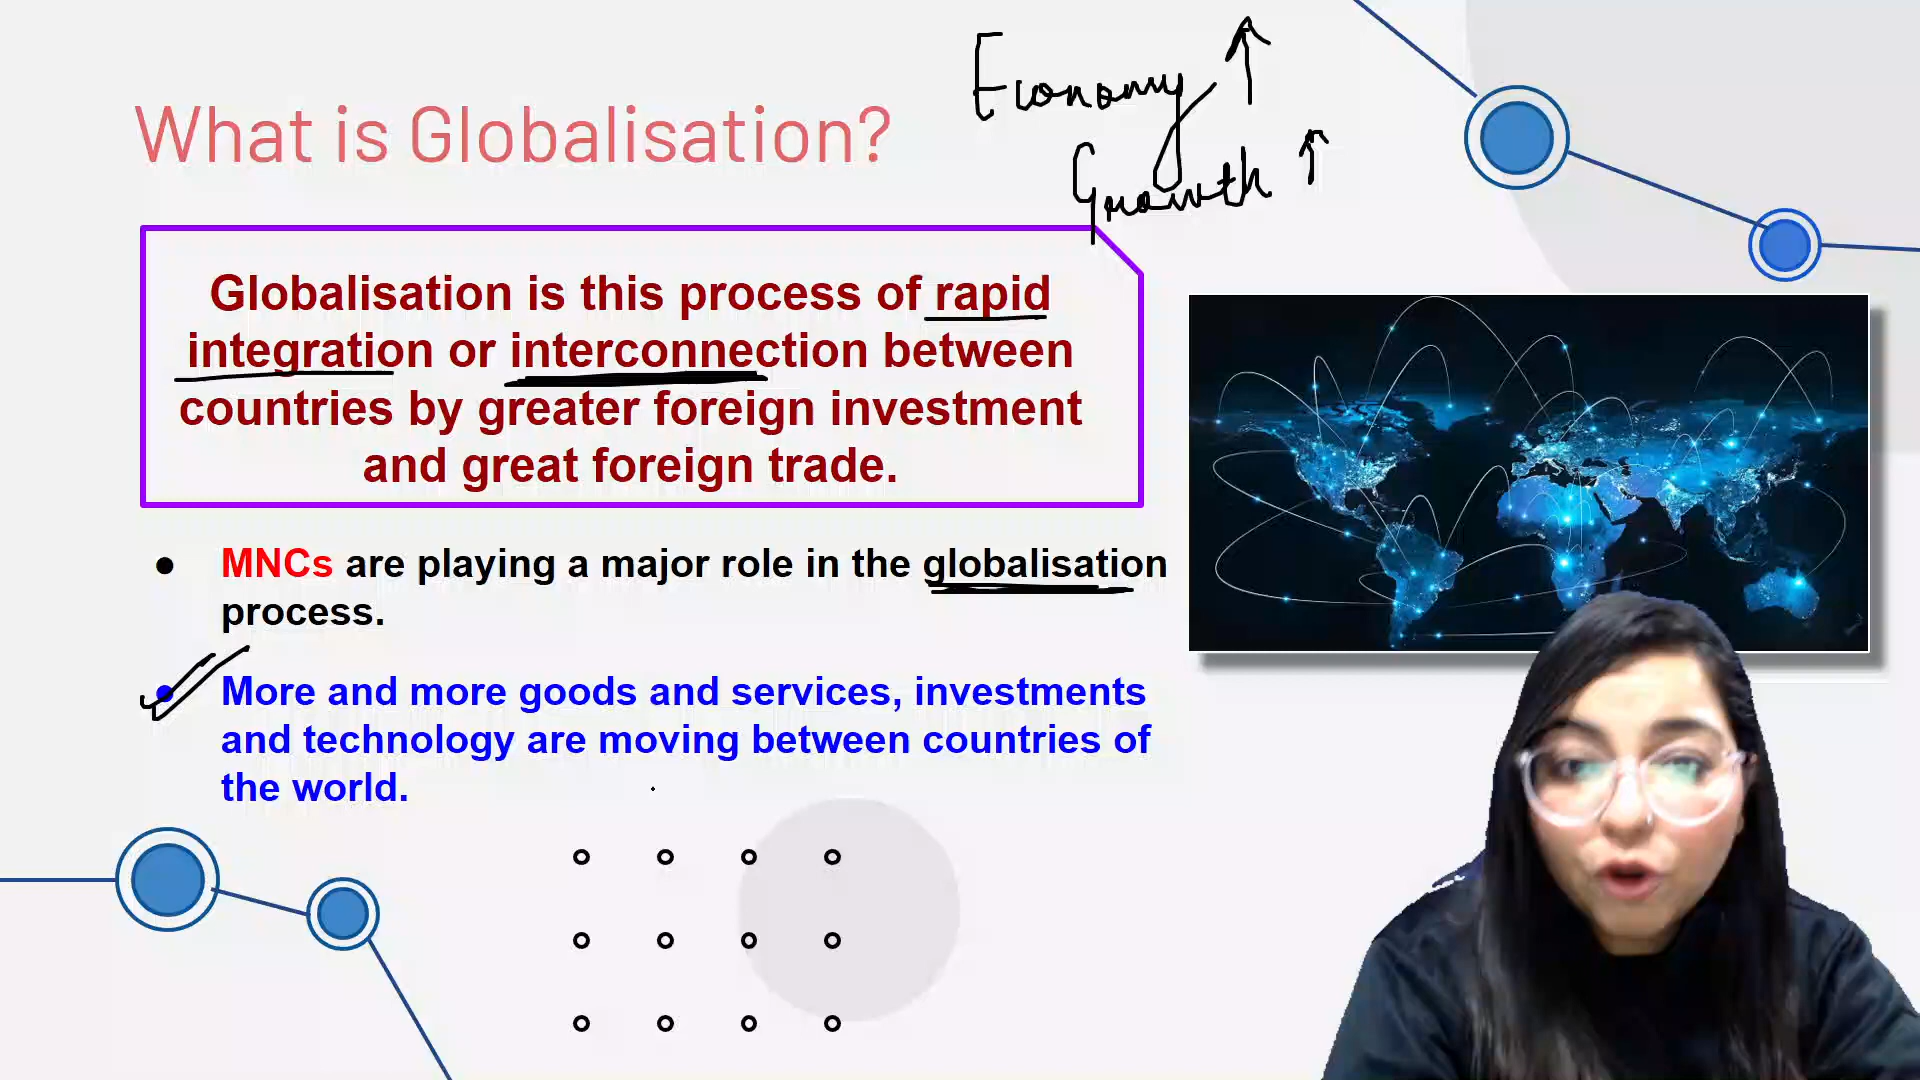 Economy ↑
Growth ↑
What is Globalisation?
Globalisation is this process of rapid
integration or interconnection between
countries by greater foreign investment
and great foreign trade.
● MNCs are playing a major role in the globalisation
process.
● More and more goods and services, investments
and technology are moving between countries of
the world.